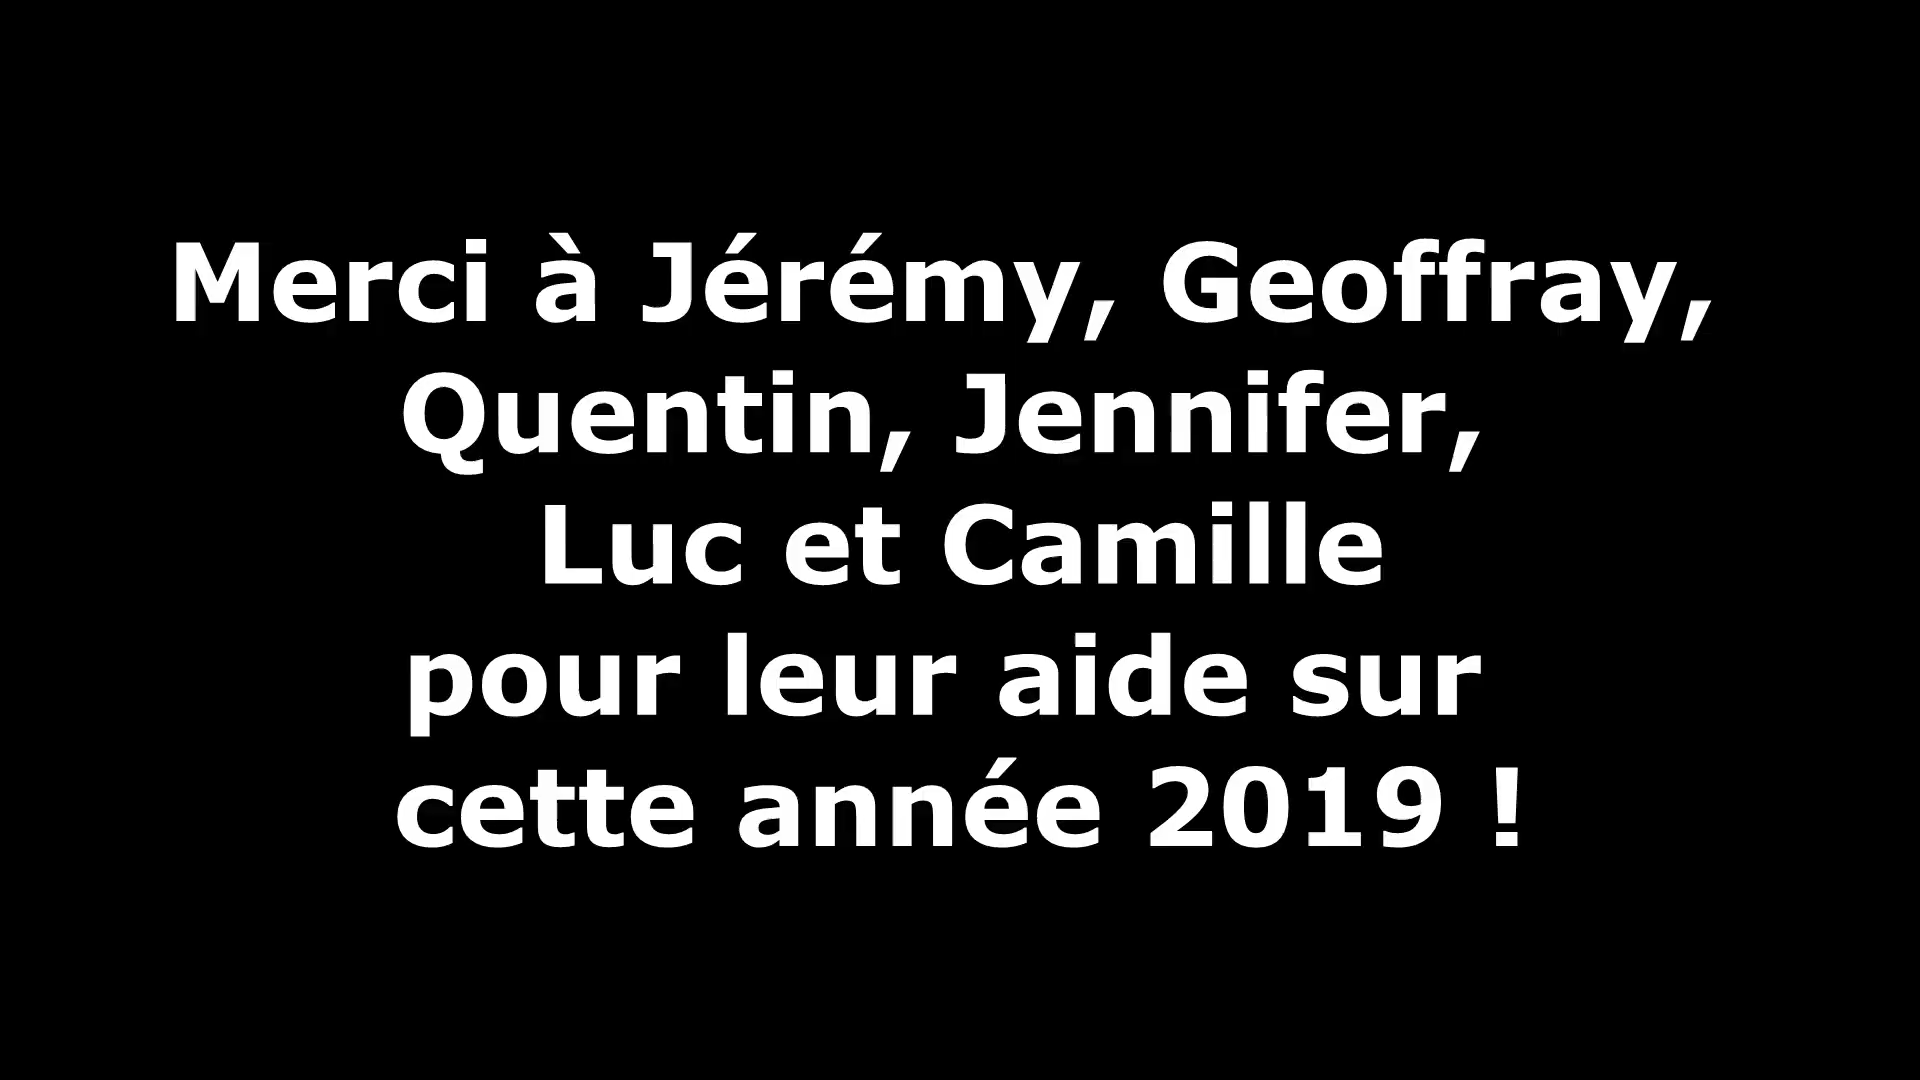 Merci à Jérémy, Geoffray,
Quentin, Jennifer,
Luc et Camille
pour leur aide sur
cette année 2019 !